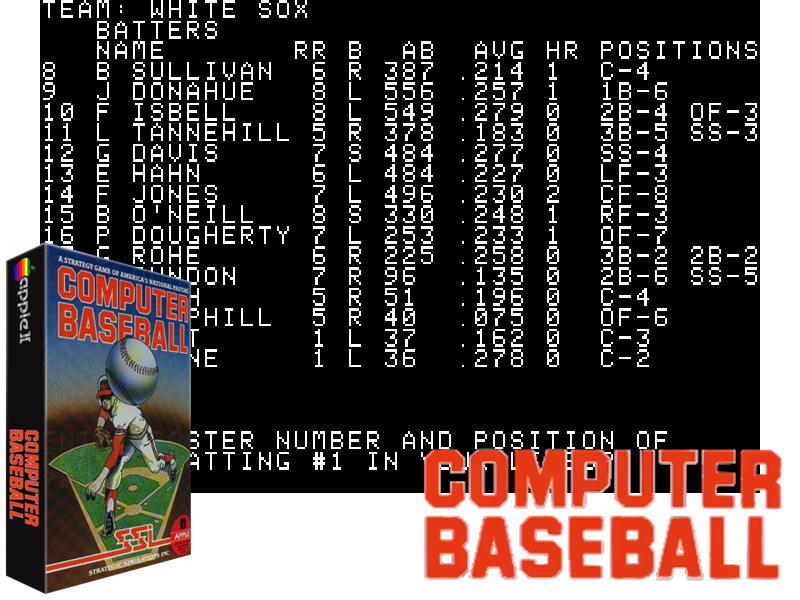 TEAM: WHITE SOX
BATTERS
NAME RR B AB AVG HR POSITIONS
8 B SULLIVAN 6 R 387 .214 1 C-4
9 J DONAHUE 8 L 556 .257 1 1B-6
10 F ISBELL 8 L 549 .279 0 2B-4 OF-3
11 L TANNEHILL 5 R 378 .183 0 3B-5 SS-3
12 G DAVIS 7 S 484 .277 0 SS-4
13 E HAHN 6 L 484 .227 0 LF-3
14 F JONES 7 L 496 .230 2 CF-8
15 B O'NEILL 8 S 330 .248 1 RF-3
16 P DOUGHERTY 7 L 253 .233 1 OF-7
G ROHE 6 R 225 .258 0 3B-2 2B-2
NDON 7 R 96 .135 0 2B-6 SS-5
H 5 R 51 .196 0 C-4
PHILL 5 R 40 .075 0 OF-6
T 1 L 37 .162 0 C-3
NE 1 L 36 .278 0 C-2
STER NUMBER AND POSITION OF
ATTING #1 IN
apple II
COMPUTER
BASEBALL
A STRATEGY GAME OF AMERICA'S NATIONAL PASTIME
COMPUTER
BASEBALL
SSI
APPLE
STRATEGIC SIMULATIONS INC
COMPUTER
BASEBALL